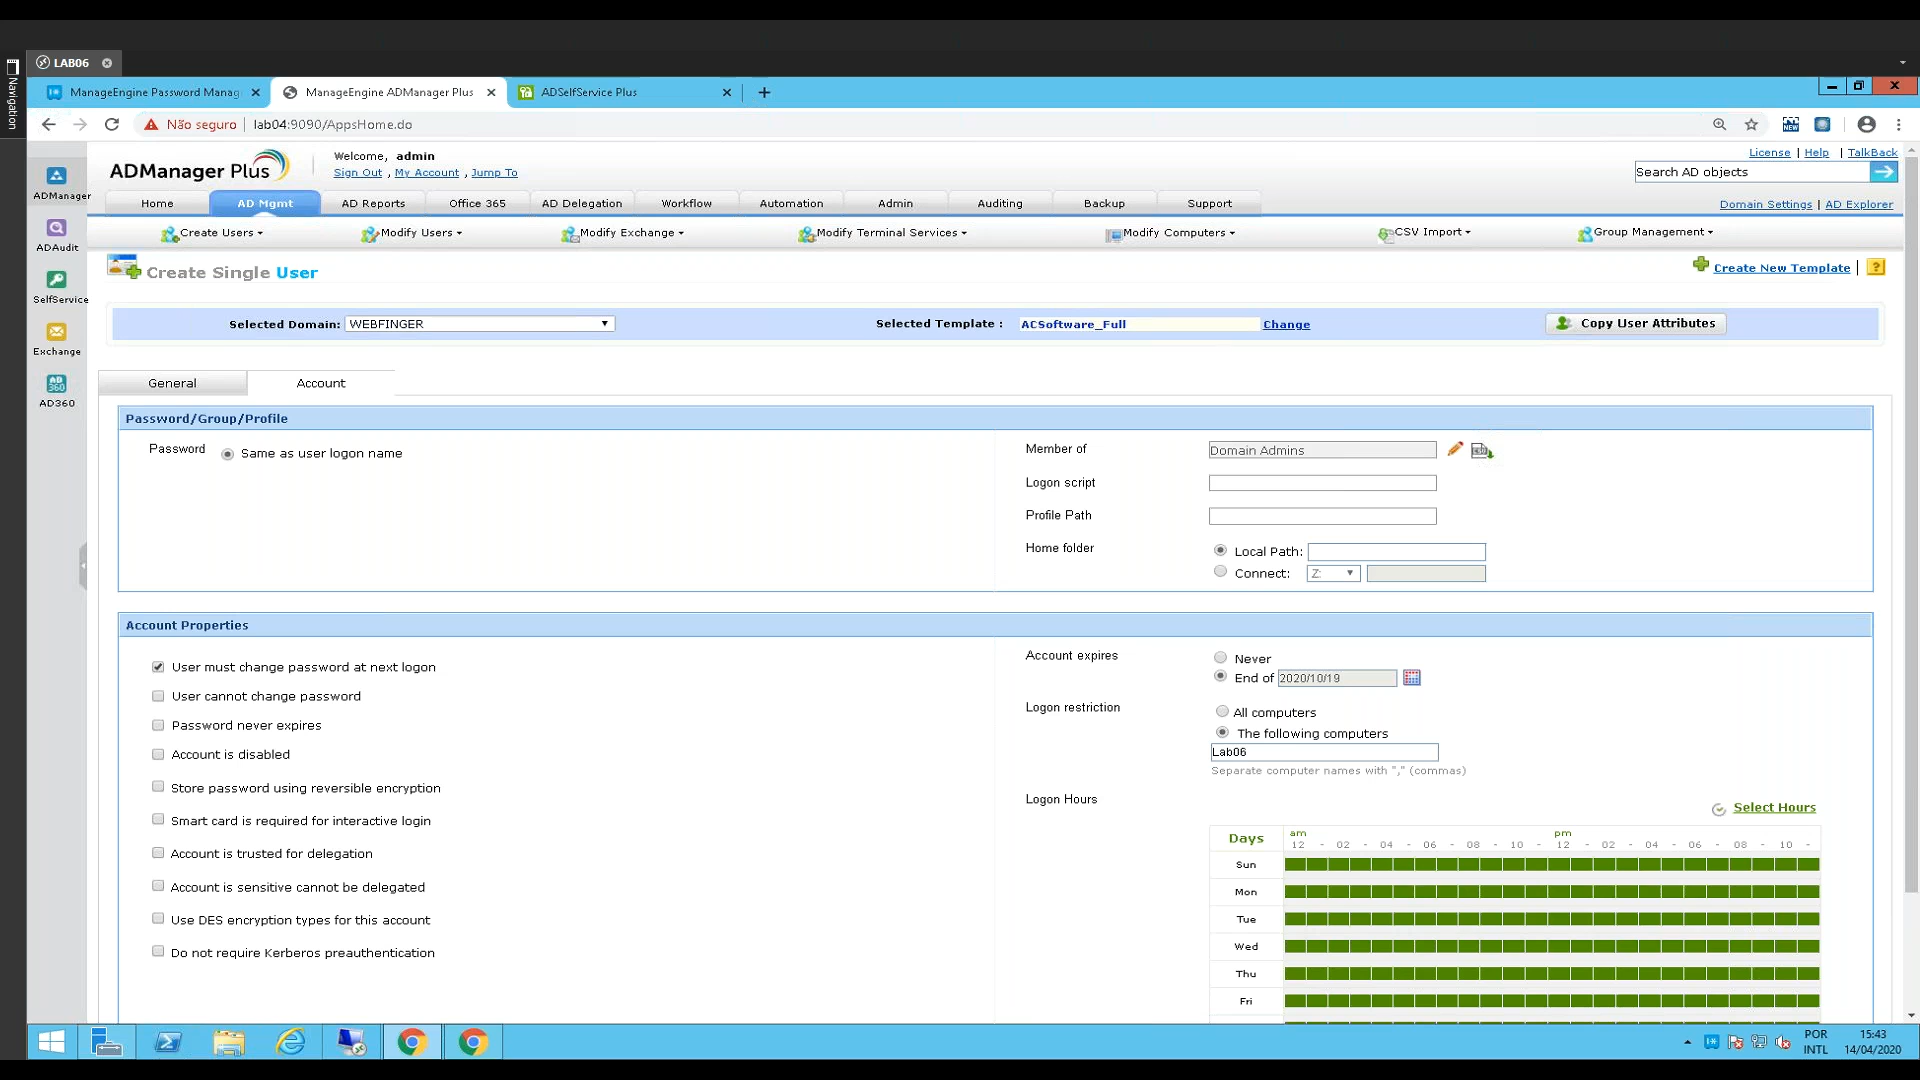 LAB06
Navigation
ManageEngine Password Manag
ManageEngine ADManager Plus
ADSelfService Plus
Não seguro
lab04:9090/AppsHome.do
ADManager
ADAudit
SelfService
Exchange
AD360
ADManager Plus
Welcome, admin
Sign Out , My Account , Jump To
License | Help | TalkBack
Search AD objects
Home
AD Mgmt
AD Reports
Office 365
AD Delegation
Workflow
Automation
Admin
Auditing
Backup
Support
Domain Settings | AD Explorer
Create Users
Modify Users
Modify Exchange
Modify Terminal Services
Modify Computers
CSV Import
Group Management
Create Single User
Create New Template | ?
Selected Domain: WEBFINGER
Selected Template : ACSoftware_Full Change
Copy User Attributes
General
Account
Password/Group/Profile
Password
Same as user logon name
Member of
Domain Admins
Logon script
Profile Path
Home folder
Local Path:
Connect: Z:
Account Properties
User must change password at next logon
User cannot change password
Password never expires
Account is disabled
Store password using reversible encryption
Smart card is required for interactive login
Account is trusted for delegation
Account is sensitive cannot be delegated
Use DES encryption types for this account
Do not require Kerberos preauthentication
Account expires
Never
End of 2020/10/19
Logon restriction
All computers
The following computers
Lab06
Separate computer names with "," (commas)
Logon Hours
Select Hours
Days
am
pm
12 - 02 - 04 - 06 - 08 - 10 - 12 - 02 - 04 - 06 - 08 - 10 -
Sun
Mon
Tue
Wed
Thu
Fri
POR
INTL
15:43
14/04/2020